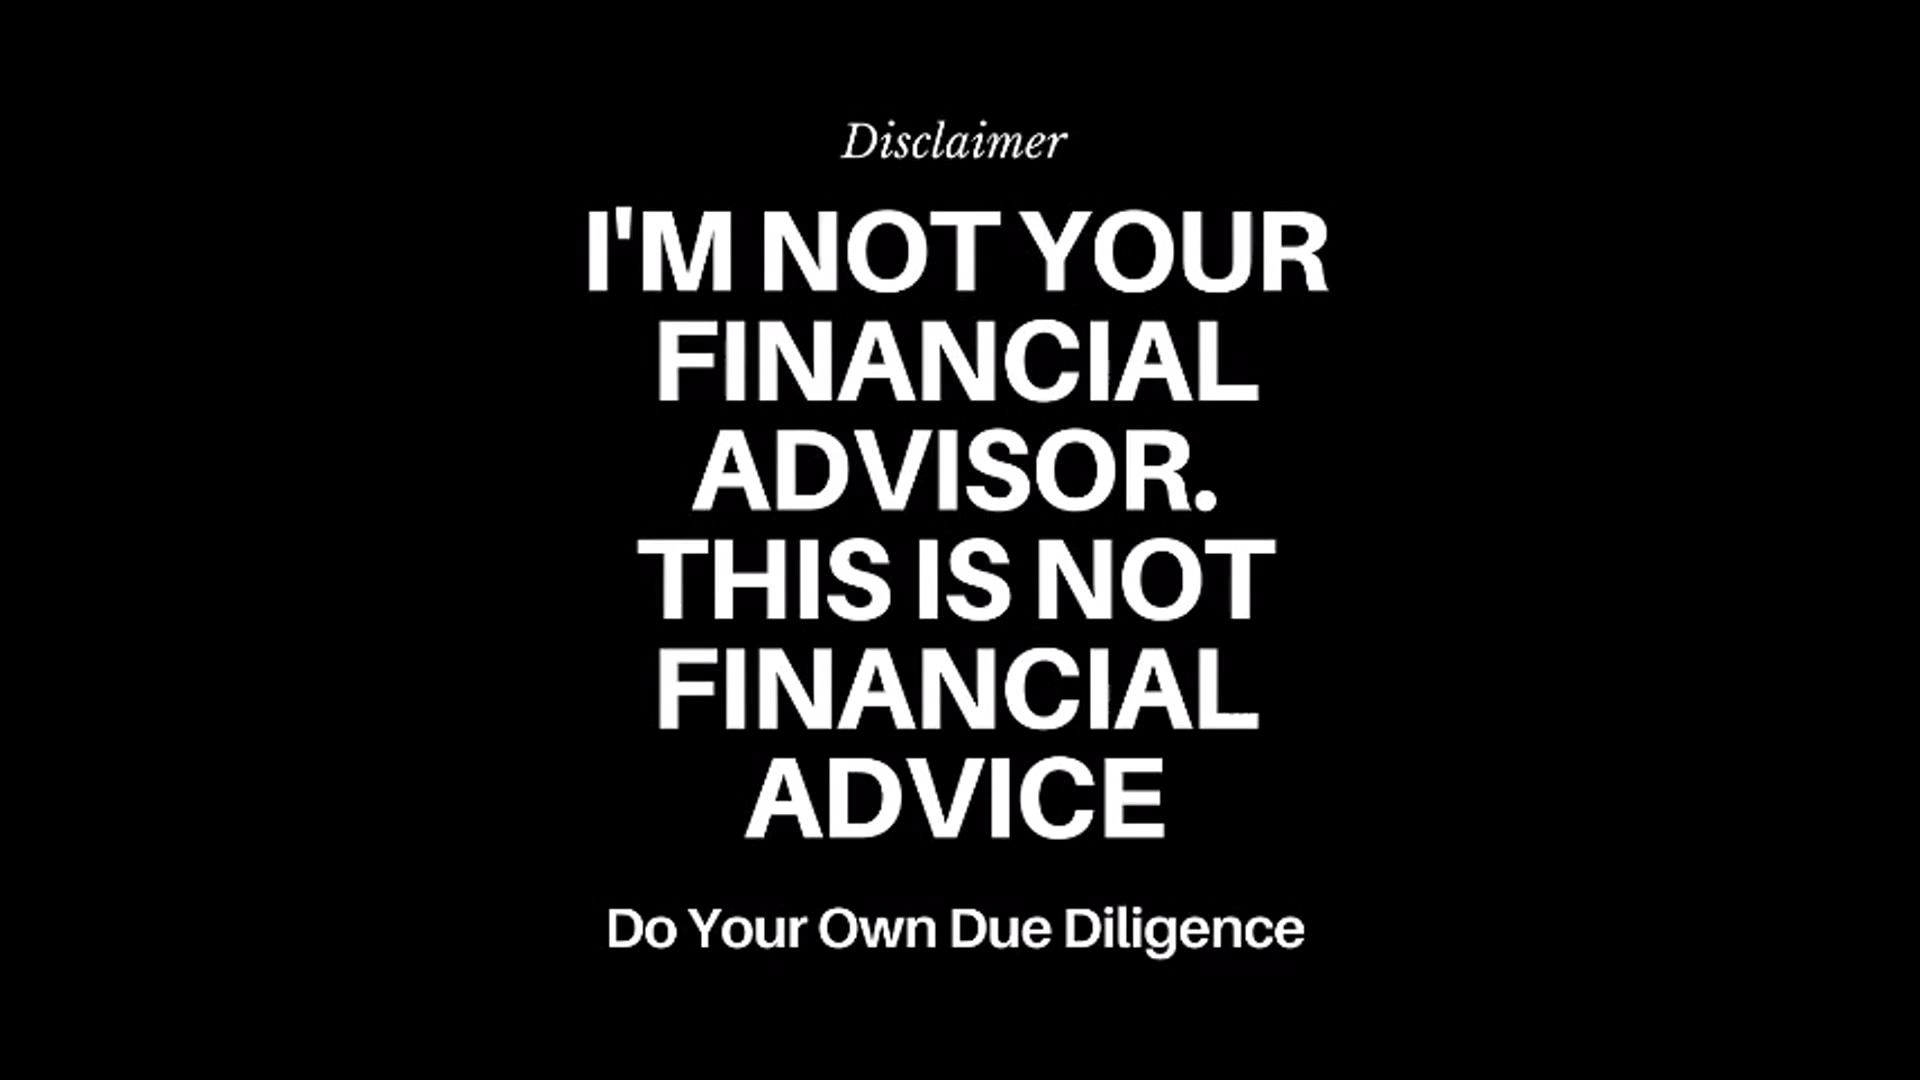 Disclaimer
I'M NOT YOUR
FINANCIAL
ADVISOR.
THIS IS NOT
FINANCIAL
ADVICE
Do Your Own Due Diligence